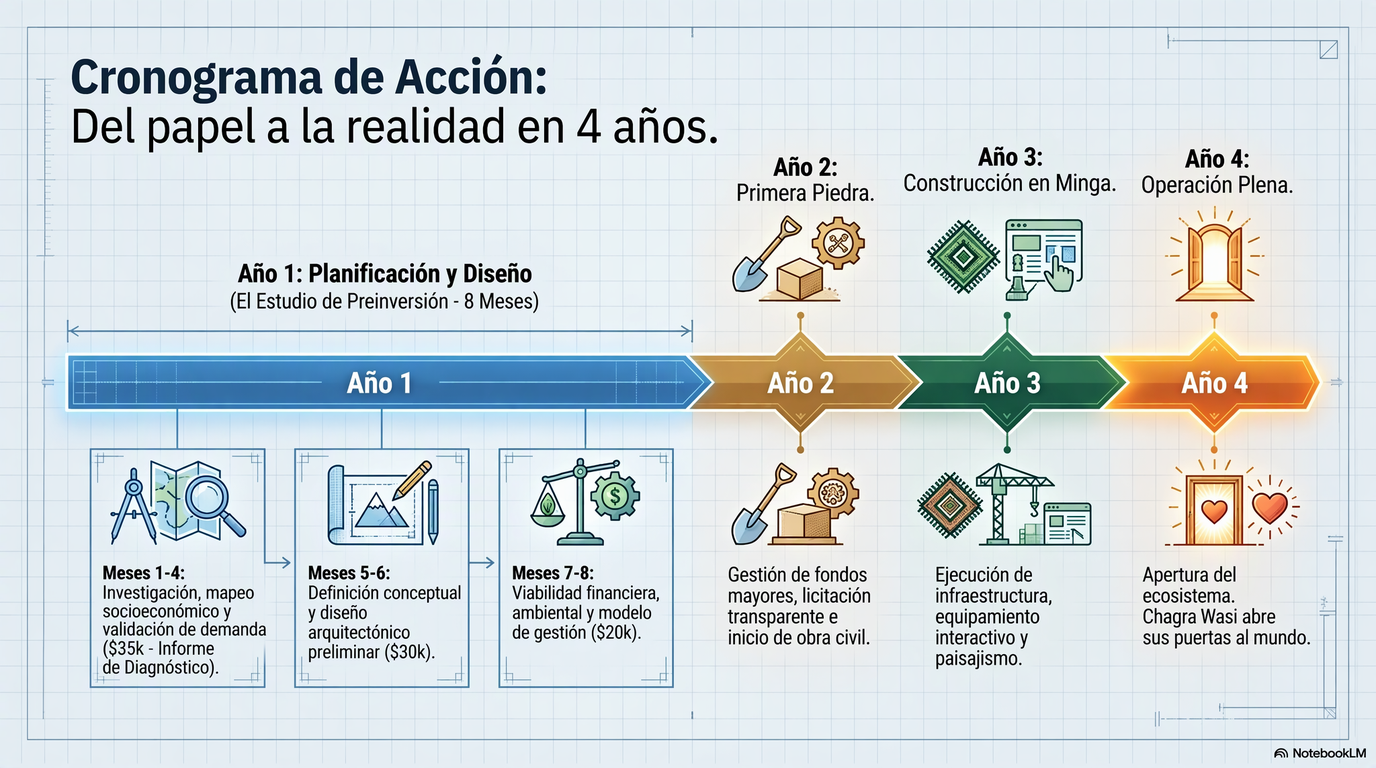 Cronograma de Acción:
Del papel a la realidad en 4 años.
Año 1: Planificación y Diseño
(El Estudio de Preinversión - 8 Meses)
Año 2:
Primera Piedra.
Año 3:
Construcción en Minga.
Año 4:
Operación Plena.
Año 1
Año 2
Año 3
Año 4
Meses 1-4:
Investigación, mapeo
socioeconómico y
validación de demanda
($35k - Informe
de Diagnóstico).
Meses 5-6:
Definición conceptual
y diseño
arquitectónico
preliminar ($30k).
Meses 7-8:
Viabilidad financiera,
ambiental y modelo
de gestión ($20k).
Gestión de fondos
mayores, licitación
transparente e
inicio de obra civil.
Ejecución de
infraestructura,
equipamiento
interactivo y
paisajismo.
Apertura del
ecosistema.
Chagra Wasi abre
sus puertas al mundo.
NotebookLM